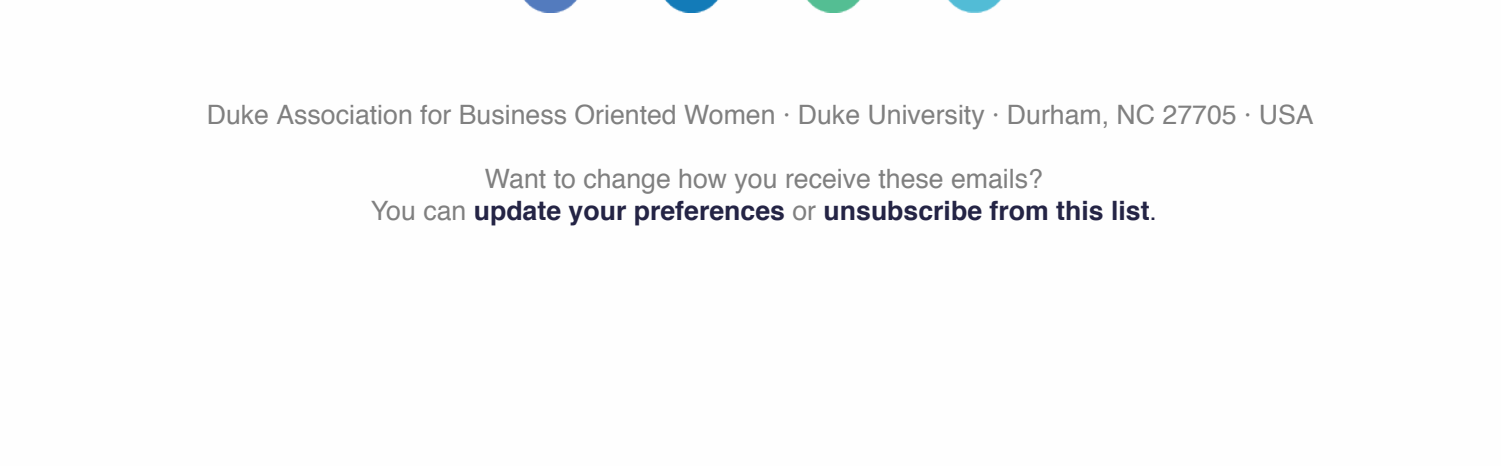 Duke Association for Business Oriented Women · Duke University · Durham, NC 27705 · USA
Want to change how you receive these emails?
You can update your preferences or unsubscribe from this list.